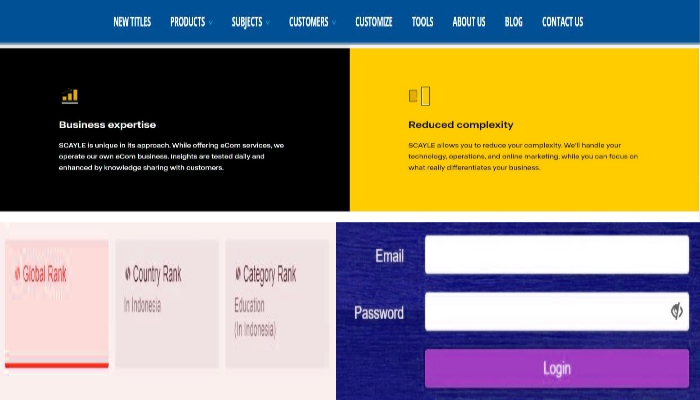 NEW TITLES PRODUCTS SUBJECTS CUSTOMERS CUSTOMIZE TOOLS ABOUT US BLOG CONTACT US
Business expertise
SCAYLE is unique in its approach. While offering eCom services, we
operate our own eCom business. Insights are tested daily and
enhanced by knowledge sharing with customers.
Reduced complexity
SCAYLE allows you to reduce your complexity. We'll handle your
technology, operations, and online marketing, while you can focus on
what really differentiates your business.
Global Rank
Country Rank
In Indonesia
Category Rank
Education
(In Indonesia)
Email
Password
Login